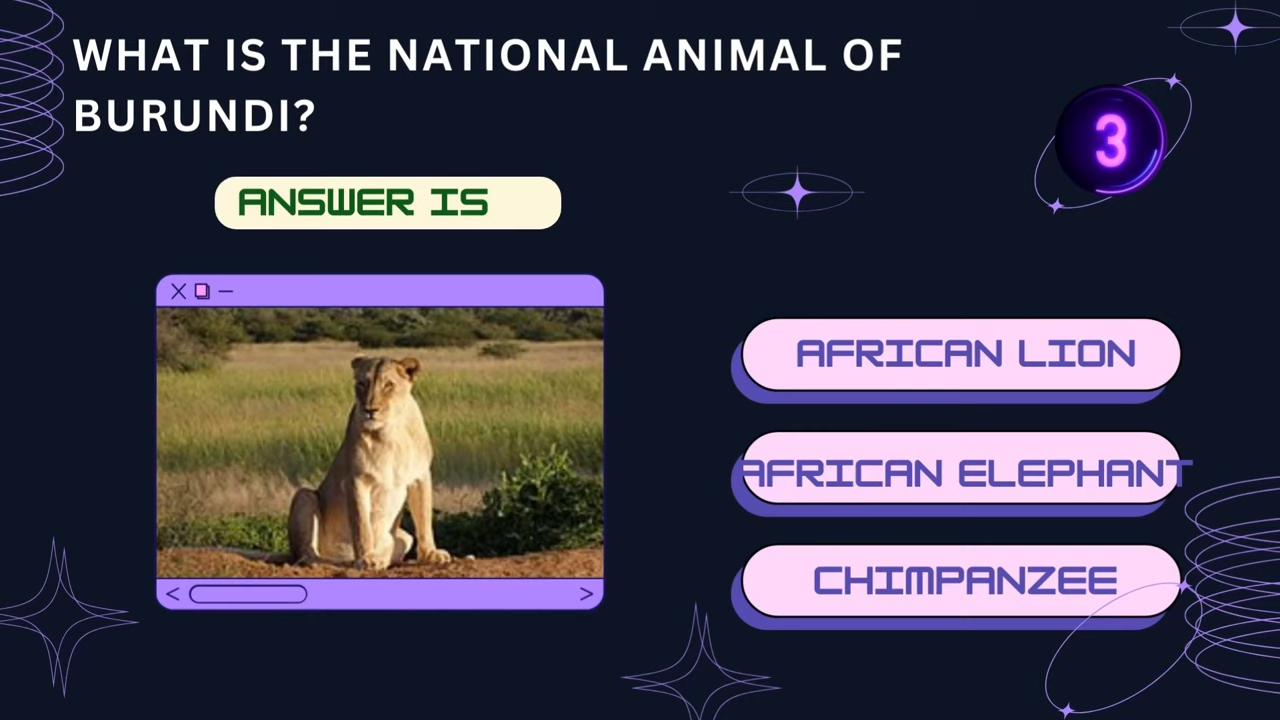 WHAT IS THE NATIONAL ANIMAL OF
BURUNDI?
3
ANSWER IS
AFRICAN LION
AFRICAN ELEPHANT
CHIMPANZEE